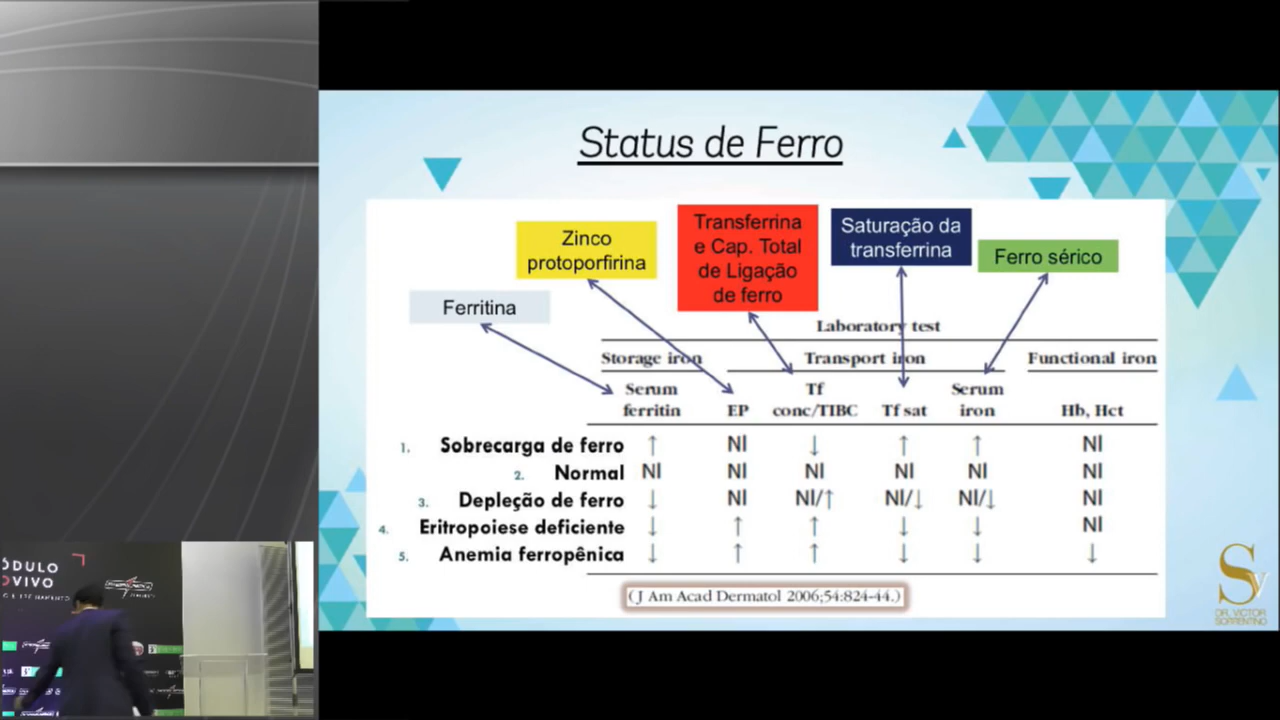 Status de Ferro
Zinco
protoporfirina
Transferrina
e Cap. Total
de Ligação
de ferro
Saturação da
transferrina
Ferro sérico
Ferritina
Laboratory test
Storage iron Transport iron Functional iron
Serum ferritin EP Tf conc/TIBC Tf sat Serum iron Hb, Hct
1. Sobrecarga de ferro ↑ Nl ↓ ↑ ↑ Nl
2. Normal Nl Nl Nl Nl Nl Nl
3. Depleção de ferro ↓ Nl Nl/↑ Nl/↓ Nl/↓ Nl
4. Eritropoiese deficiente ↓ ↑ ↑ ↓ ↓ Nl
5. Anemia ferropênica ↓ ↑ ↑ ↓ ↓ ↓
(J Am Acad Dermatol 2006;54:824-44.)
SV
DR. VICTOR
SORRENTINO
ÓDULO
OVIVO